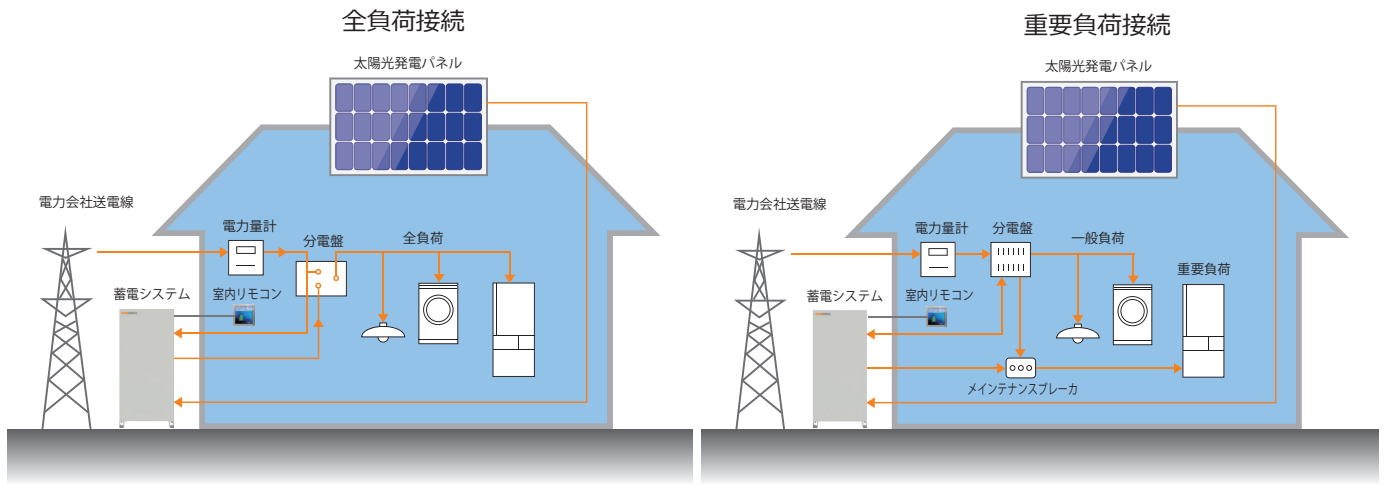 全負荷接続
太陽光発電パネル
電力会社送電線
電力量計
分電盤
全負荷
蓄電システム
室内リモコン
重要負荷接続
太陽光発電パネル
電力会社送電線
電力量計
分電盤
一般負荷
重要負荷
蓄電システム
室内リモコン
メインテナンスブレーカ